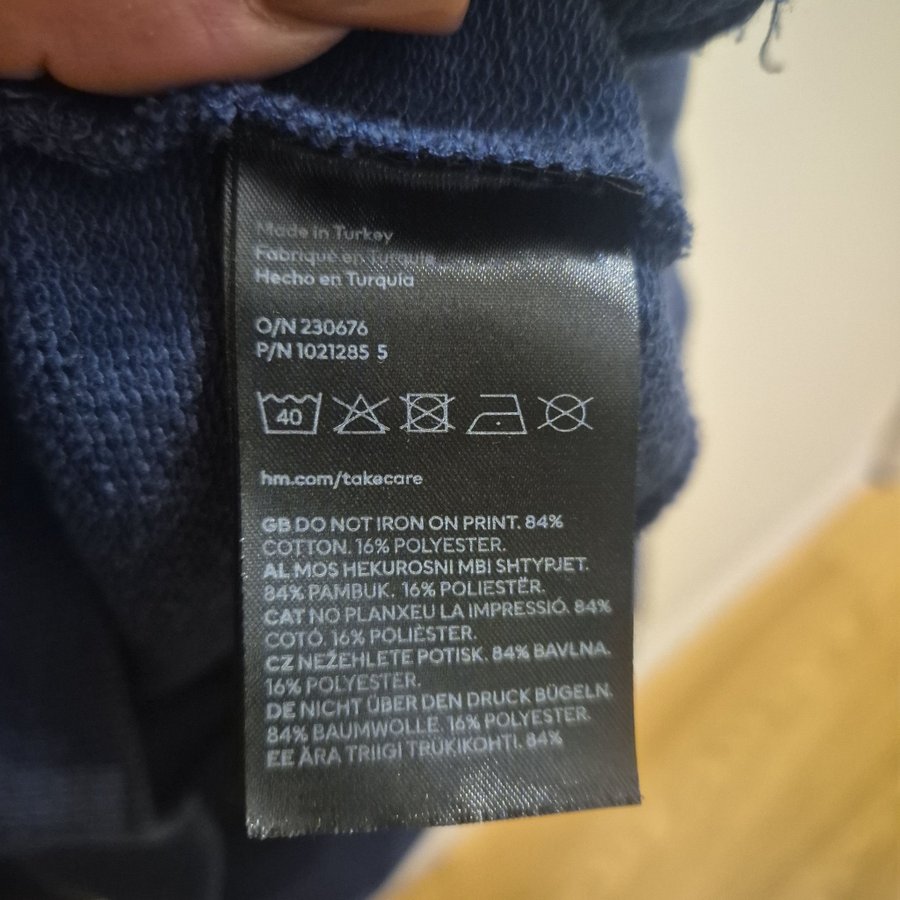 Made in Turkey
Fabriqué en Turquie
Hecho en Turquía
O/N 230676
P/N 1021285 5
40
hm.com/takecare
GB DO NOT IRON ON PRINT. 84%
COTTON. 16% POLYESTER.
AL MOS HEKUROSNI MBI SHTYPJET.
84% PAMBUK. 16% POLIESTËR.
CAT NO PLANXEU LA IMPRESSIÓ. 84%
COTÓ. 16% POLIÈSTER.
CZ NEŽEHLETE POTISK. 84% BAVLNA.
16% POLYESTER.
DE NICHT ÜBER DEN DRUCK BÜGELN.
84% BAUMWOLLE. 16% POLYESTER.
EE ÄRA TRIIGI TRÜKIKOHTI. 84%